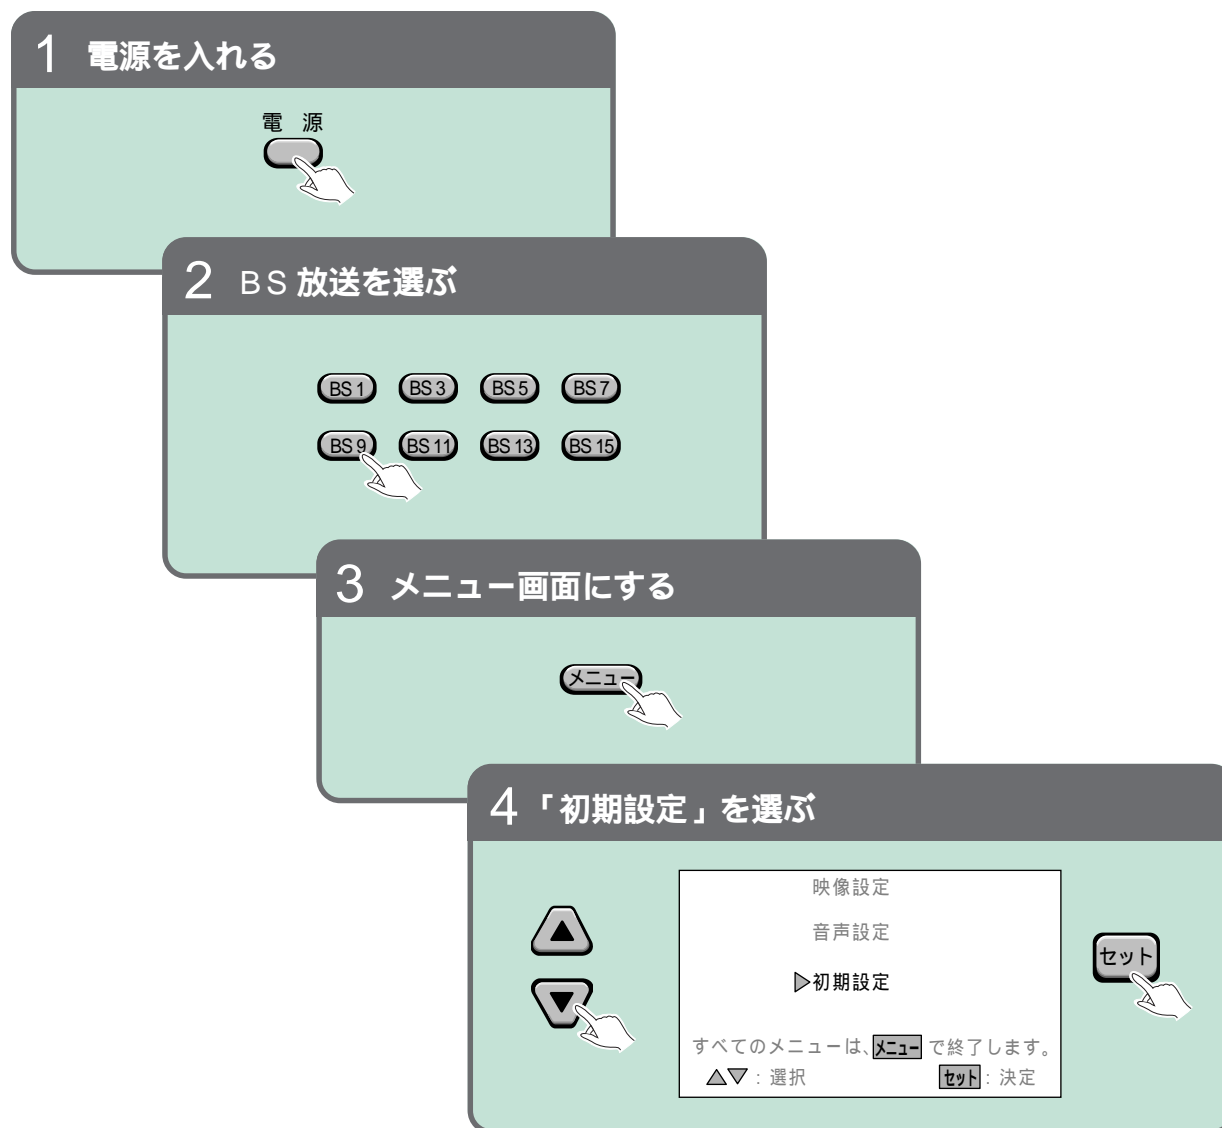 1 電源を入れる
電 源
2 BS 放送を選ぶ
BS 1 BS 3 BS 5 BS 7
BS 9 BS 11 BS 13 BS 15
3 メニュー画面にする
メニュー
4 「初期設定」を選ぶ
▲
▼
映像設定
音声設定
▷初期設定
すべてのメニューは、メニュー で終了します。
△▽ : 選択 セット : 決定
セット